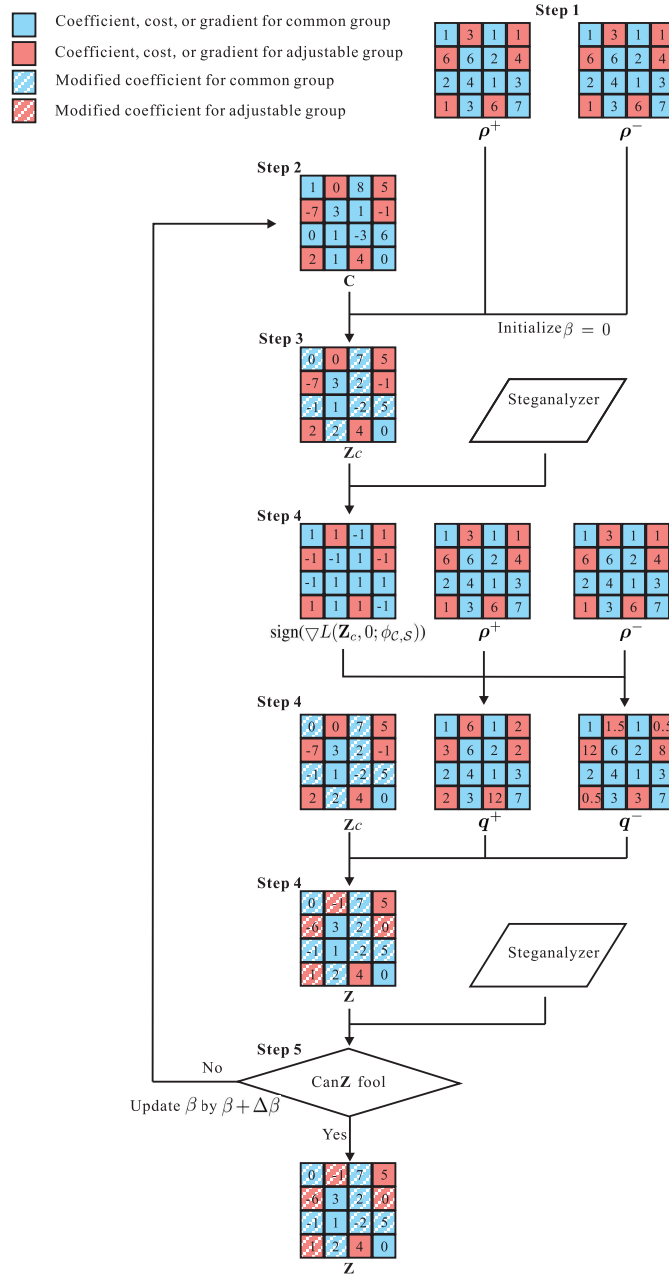 Coefficient, cost, or gradient for common group
Coefficient, cost, or gradient for adjustable group
Modified coefficient for common group
Modified coefficient for adjustable group
Step 1
1 3 1 1
6 6 2 4
2 4 1 3
1 3 6 7
ρ⁺
1 3 1 1
6 6 2 4
2 4 1 3
1 3 6 7
ρ⁻
Step 2
1 0 8 5
-7 3 1 -1
0 1 -3 6
2 1 4 0
C
Initialize β = 0
Step 3
0 0 7 5
-7 3 2 -1
-1 1 -2 5
2 2 4 0
Zc
Steganalyzer
Step 4
1 1 -1 1
-1 -1 1 -1
-1 1 1 1
1 1 1 -1
sign(▽L(Zc, 0; ϕC,S))
1 3 1 1
6 6 2 4
2 4 1 3
1 3 6 7
ρ⁺
1 3 1 1
6 6 2 4
2 4 1 3
1 3 6 7
ρ⁻
Step 4
0 0 7 5
-7 3 2 -1
-1 1 -2 5
2 2 4 0
Zc
1 6 1 2
3 6 2 2
2 4 1 3
2 3 12 7
q⁺
1 1.5 1 0.5
12 6 2 8
2 4 1 3
0.5 3 3 7
q⁻
Step 4
0 -1 7 5
-6 3 2 0
-1 1 -2 5
1 2 4 0
Z
Steganalyzer
Step 5
No
CanZ fool
Update β by β + Δβ
Yes
0 -1 7 5
-6 3 2 0
-1 1 -2 5
1 2 4 0
Z